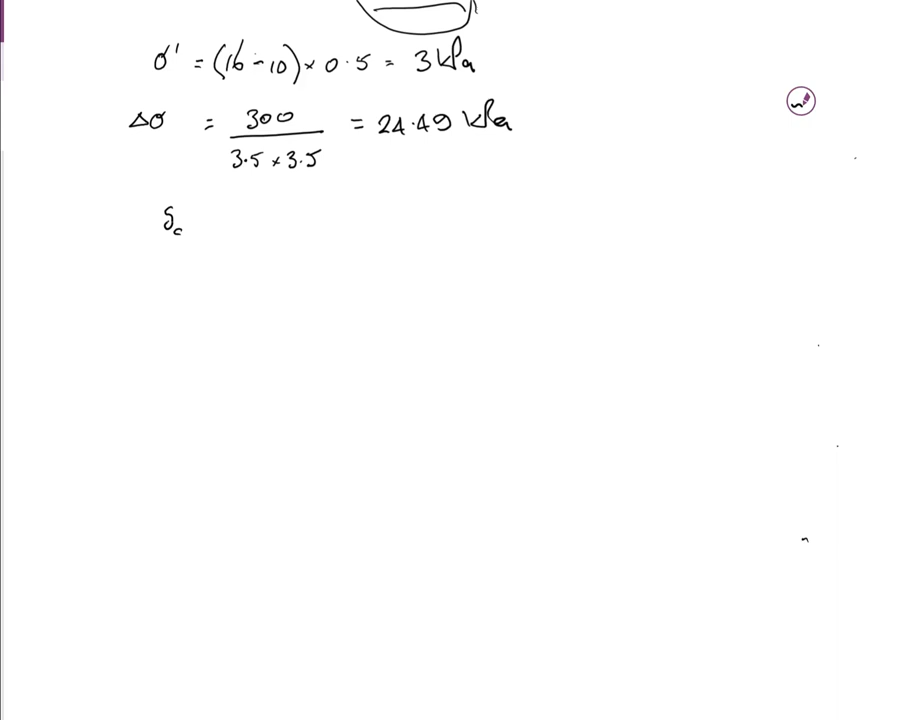 σ' = (16 - 10) × 0.5 = 3 kPa
Δσ = 300 / 3.5 × 3.5 = 24.49 kPa
δc